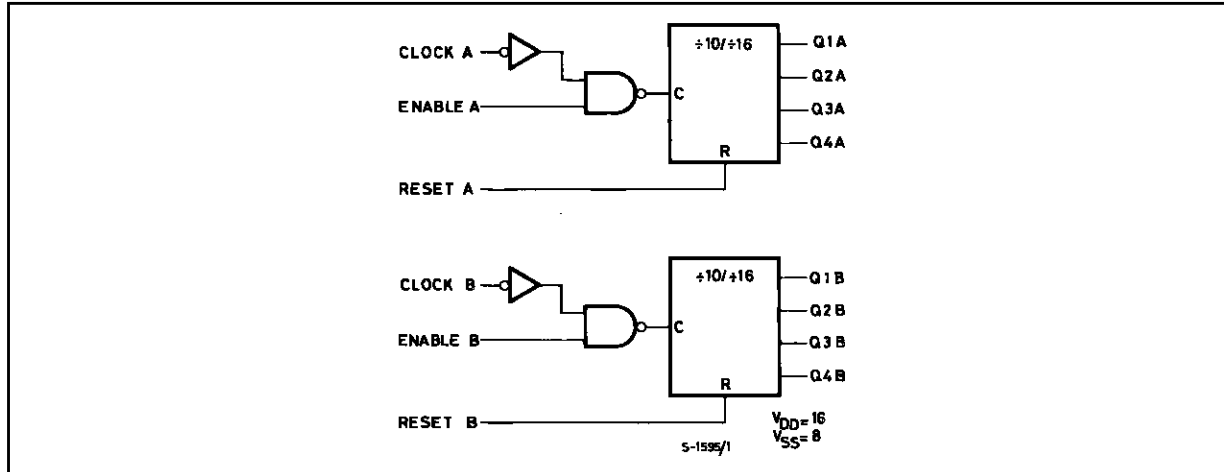 CLOCK A
ENABLE A
RESET A
÷10/÷16
C
R
Q1A
Q2A
Q3A
Q4A
CLOCK B
ENABLE B
RESET B
÷10/÷16
C
R
Q1B
Q2B
Q3B
Q4B
VDD=16
VSS=8
S-1595/1